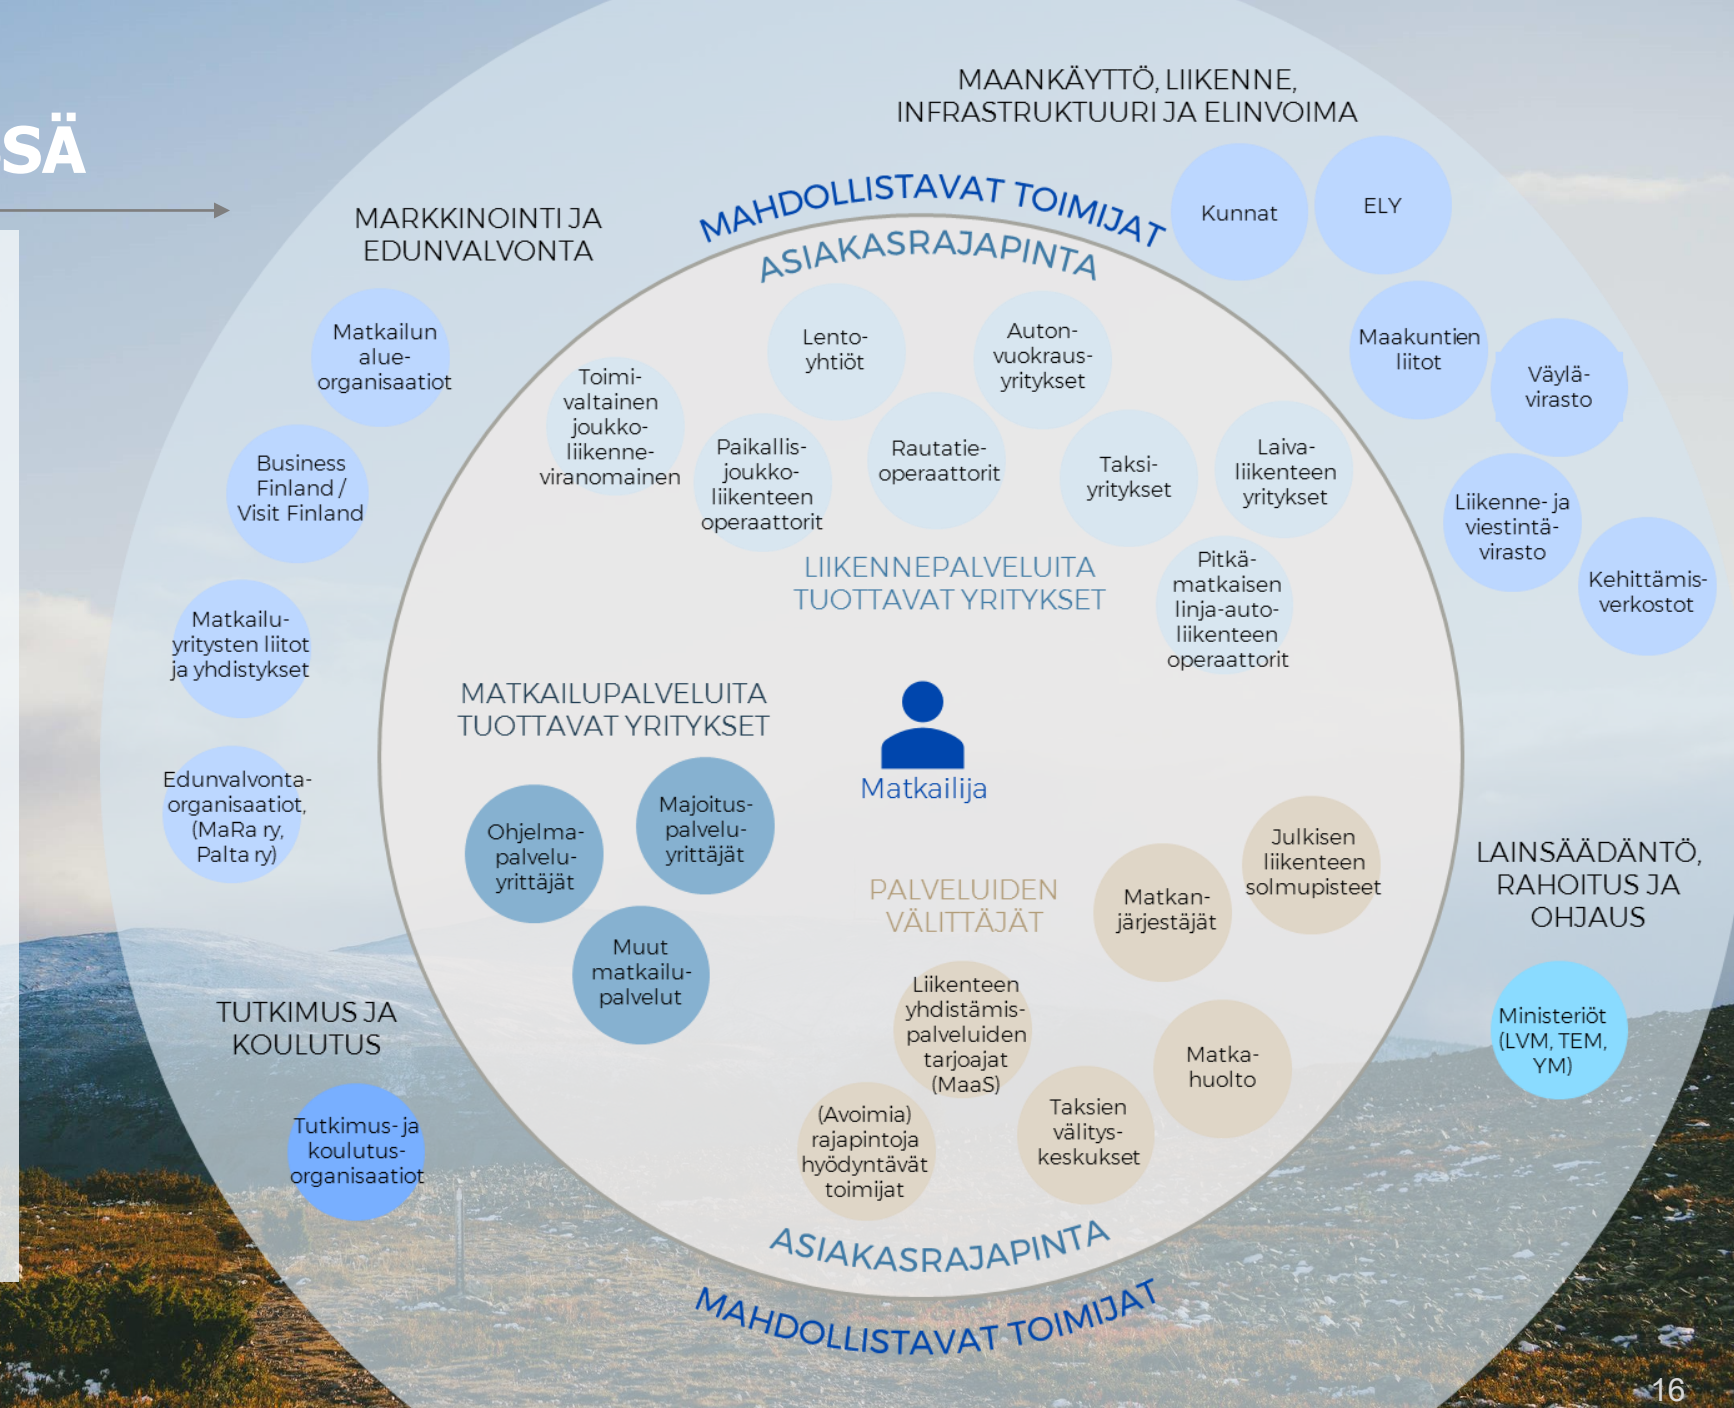 SSÄ
MAANKÄYTTÖ, LIIKENNE,
INFRASTRUKTUURI JA ELINVOIMA
Kunnat
ELY
Maakuntien
liitot
Väylä-
virasto
Liikenne- ja
viestintä-
virasto
Kehittämis-
verkostot
MARKKINOINTI JA
EDUNVALVONTA
Matkailun
alue-
organisaatiot
Business
Finland /
Visit Finland
Matkailu-
yritysten liitot
ja yhdistykset
Edunvalvonta-
organisaatiot,
(MaRa ry,
Palta ry)
MAHDOLLISTAVAT TOIMIJAT
ASIAKASRAJAPINTA
Toimi-
valtainen
joukko-
liikenne-
viranomainen
Lento-
yhtiöt
Auton-
vuokraus-
yritykset
Paikallis-
joukko-
liikenteen
operaattorit
Rautatie-
operaattorit
Taksi-
yritykset
Laiva-
liikenteen
yritykset
Pitkä-
matkaisen
linja-auto-
liikenteen
operaattorit
LIIKENNEPALVELUITA
TUOTTAVAT YRITYKSET
MATKAILUPALVELUITA
TUOTTAVAT YRITYKSET
Ohjelma-
palvelu-
yrittäjät
Majoitus-
palvelu-
yrittäjät
Muut
matkailu-
palvelut
Matkailija
PALVELUIDEN
VÄLITTÄJÄT
Matkan-
järjestäjät
Julkisen
liikenteen
solmupisteet
Liikenteen
yhdistämis-
palveluiden
tarjoajat
(MaaS)
Matka-
huolto
(Avoimia)
rajapintoja
hyödyntävät
toimijat
Taksien
välitys-
keskukset
LAINSÄÄDÄNTÖ,
RAHOITUS JA
OHJAUS
Ministeriöt
(LVM, TEM,
YM)
TUTKIMUS JA
KOULUTUS
Tutkimus- ja
koulutus-
organisaatiot
ASIAKASRAJAPINTA
MAHDOLLISTAVAT TOIMIJAT
16